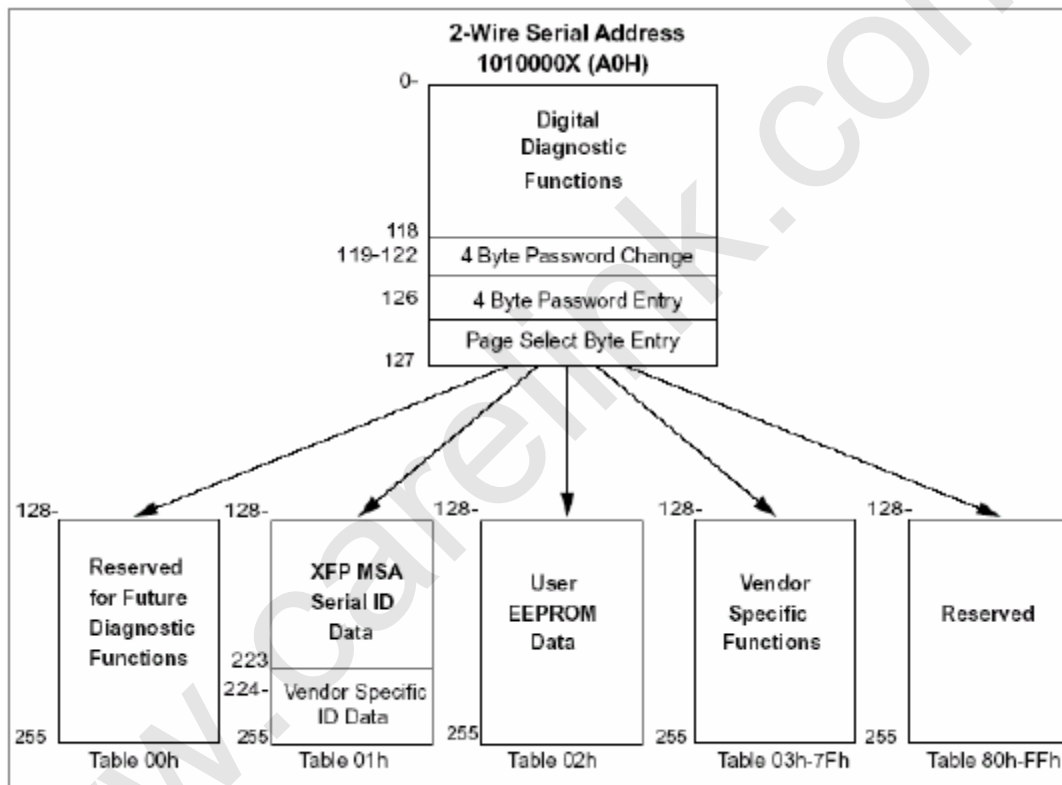 2-Wire Serial Address
1010000X (A0H)
0-
Digital
Diagnostic
Functions
118
119-122
4 Byte Password Change
126
4 Byte Password Entry
Page Select Byte Entry
127
128-
128-
128-
128-
128-
Reserved
for Future
Diagnostic
Functions
XFP MSA
Serial ID
Data
User
EEPROM
Data
Vendor
Specific
Functions
Reserved
223
224-
Vendor Specific
ID Data
255
255
255
255
255
Table 00h
Table 01h
Table 02h
Table 03h-7Fh
Table 80h-FFh
w.carelink.con